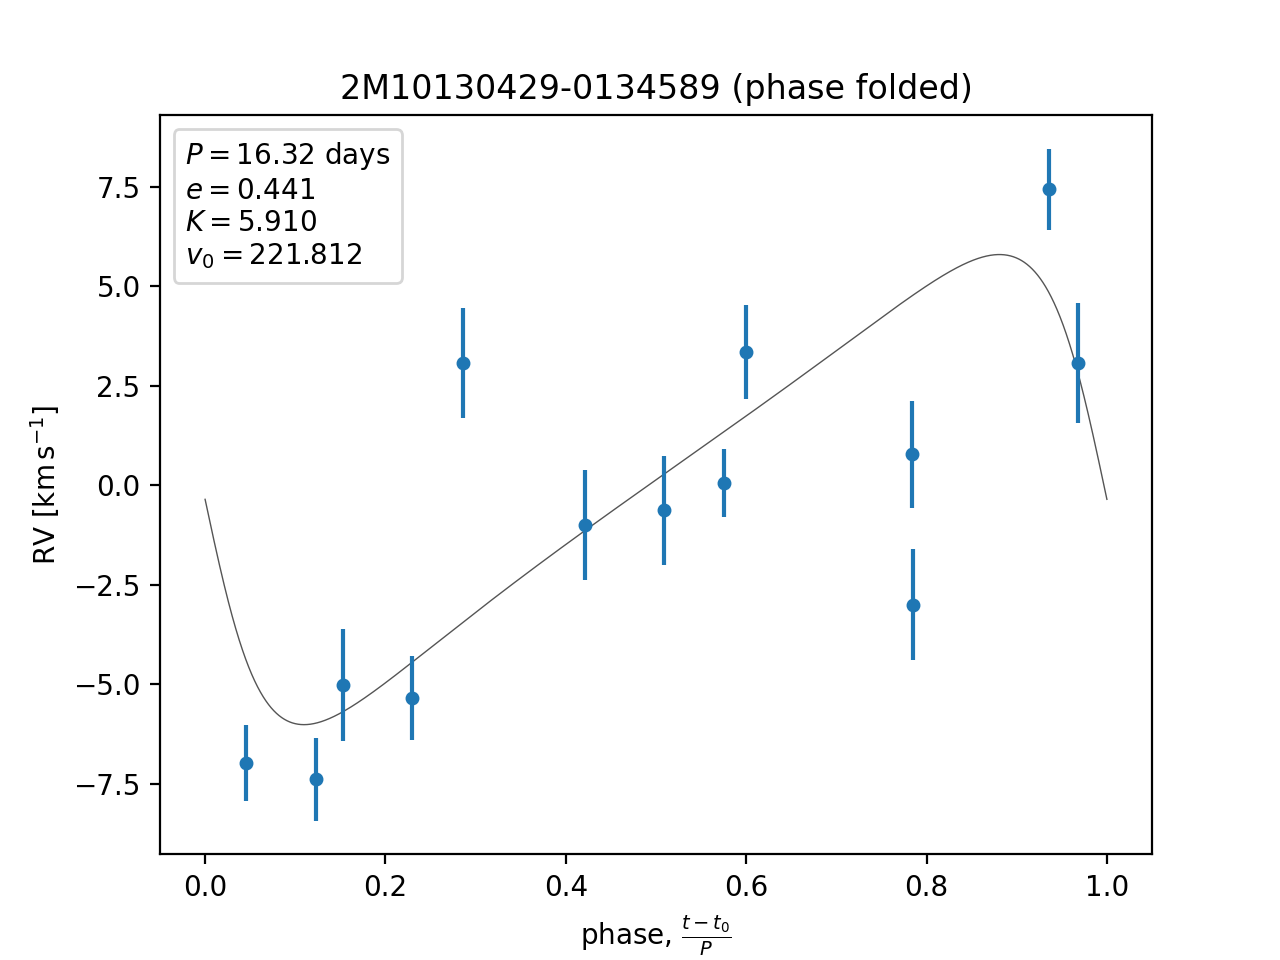 2M10130429-0134589 (phase folded)
P = 16.32 days
e = 0.441
K = 5.910
v₀ = 221.812
7.5
5.0
2.5
0.0
−2.5
−5.0
−7.5
RV [km s⁻¹]
0.0 0.2 0.4 0.6 0.8 1.0
phase, (t − t₀)/P